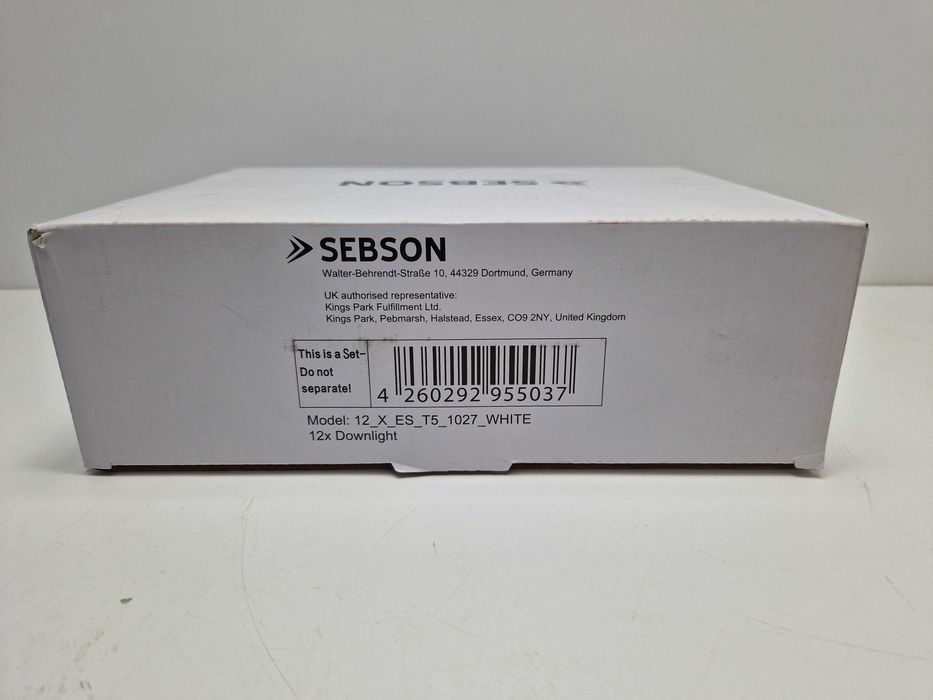 SEBSON
SEBSON
Walter-Behrendt-Straße 10, 44329 Dortmund, Germany
UK authorised representative:
Kings Park Fulfillment Ltd.
Kings Park, Pebmarsh, Halstead, Essex, CO9 2NY, United Kingdom
This is a Set-
Do not
separate!
4 260292 955037
Model: 12_X_ES_T5_1027_WHITE
12x Downlight